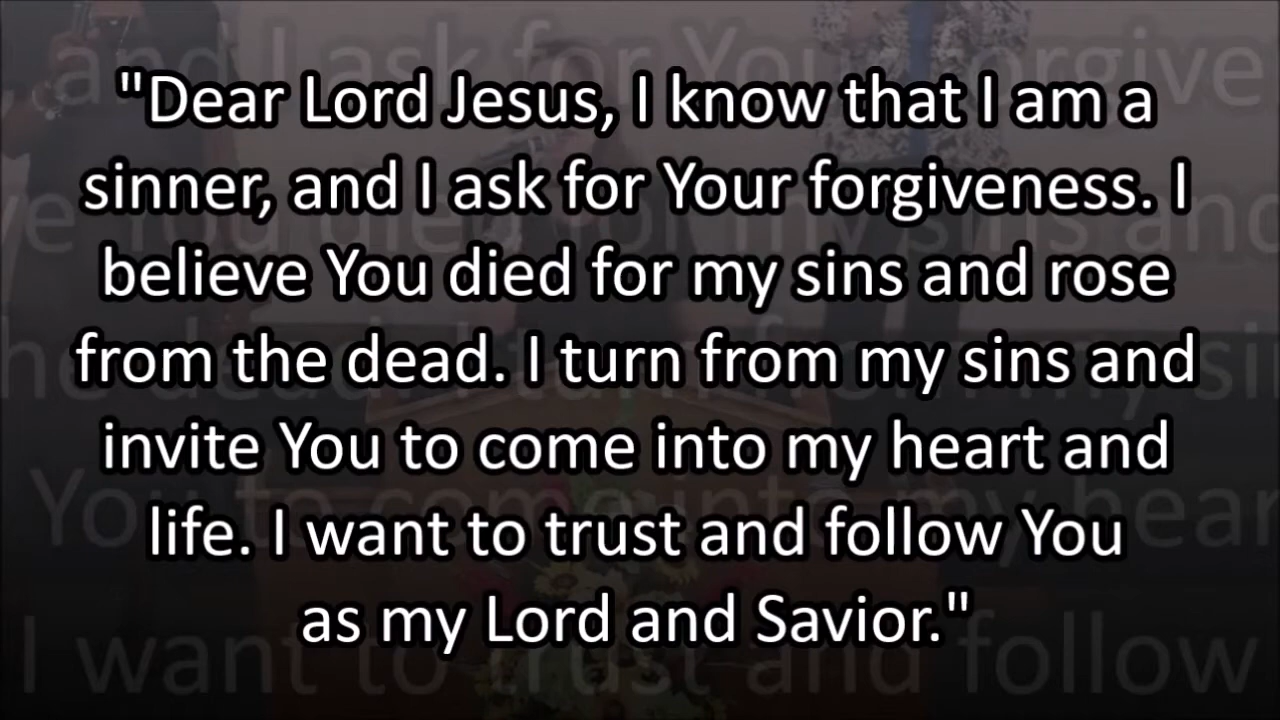 "Dear Lord Jesus, I know that I am a
sinner, and I ask for Your forgiveness. I
believe You died for my sins and rose
from the dead. I turn from my sins and
invite You to come into my heart and
life. I want to trust and follow You
as my Lord and Savior."